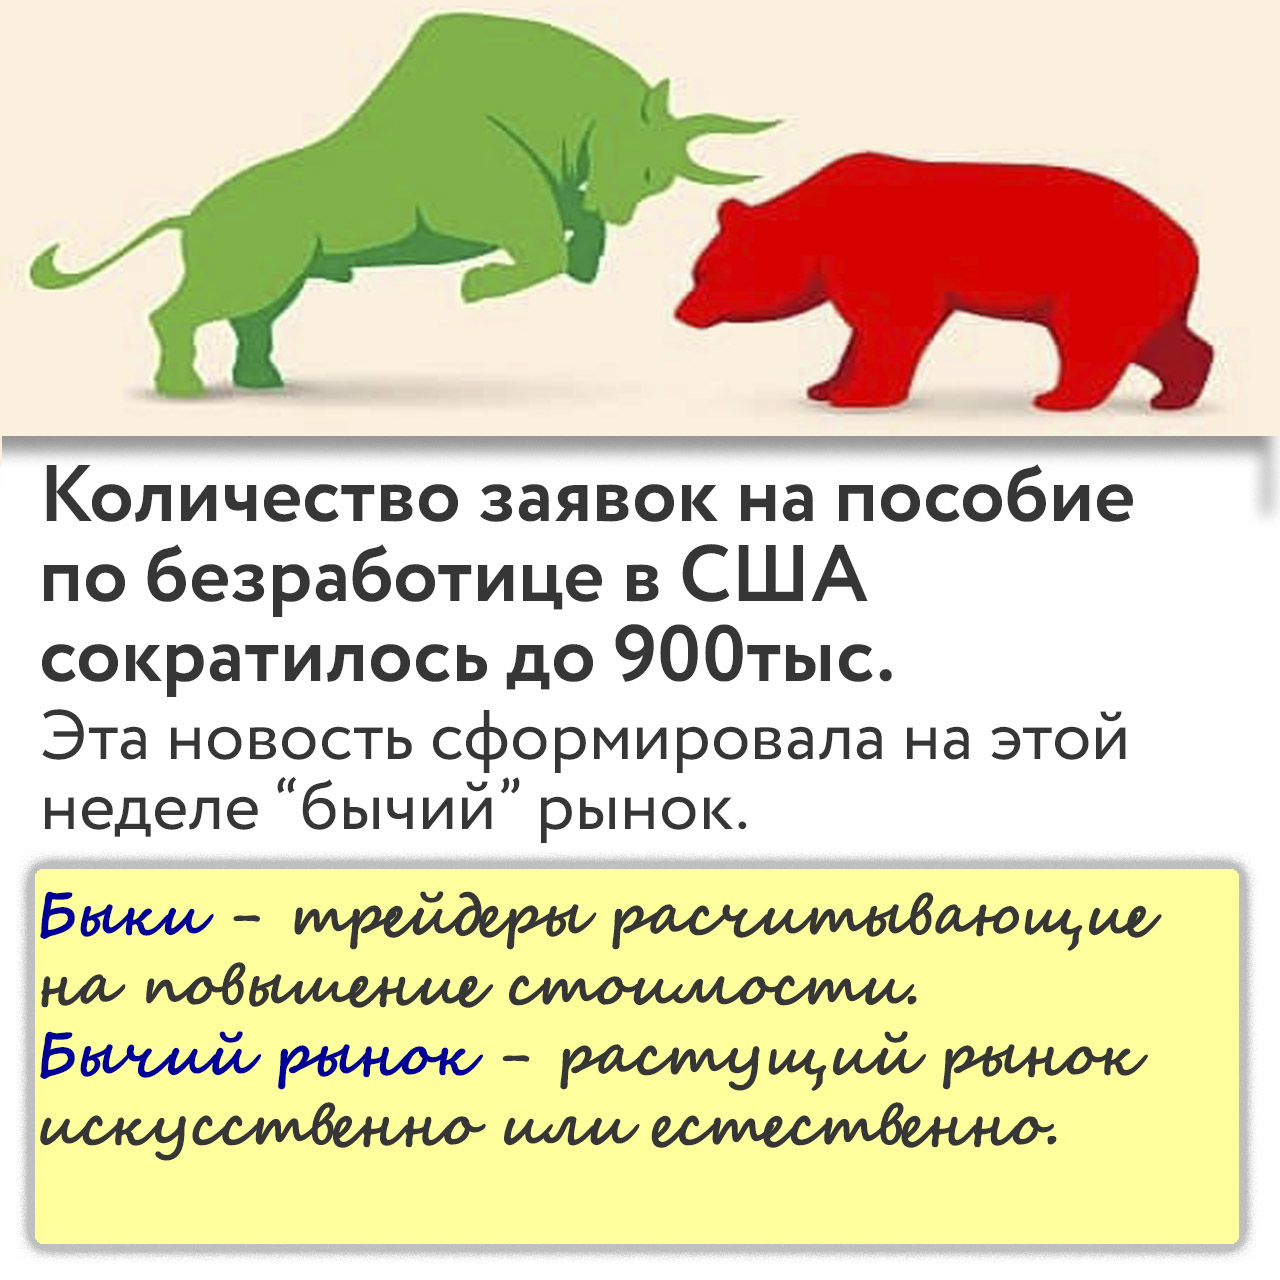 Количество заявок на пособие
по безработице в США
сократилось до 900тыс.
Эта новость сформировала на этой
неделе “бычий” рынок.
Быки - трейдеры расчитывающие
на повышение стоимости.
Бычий рынок - растущий рынок
искусственно или естественно.